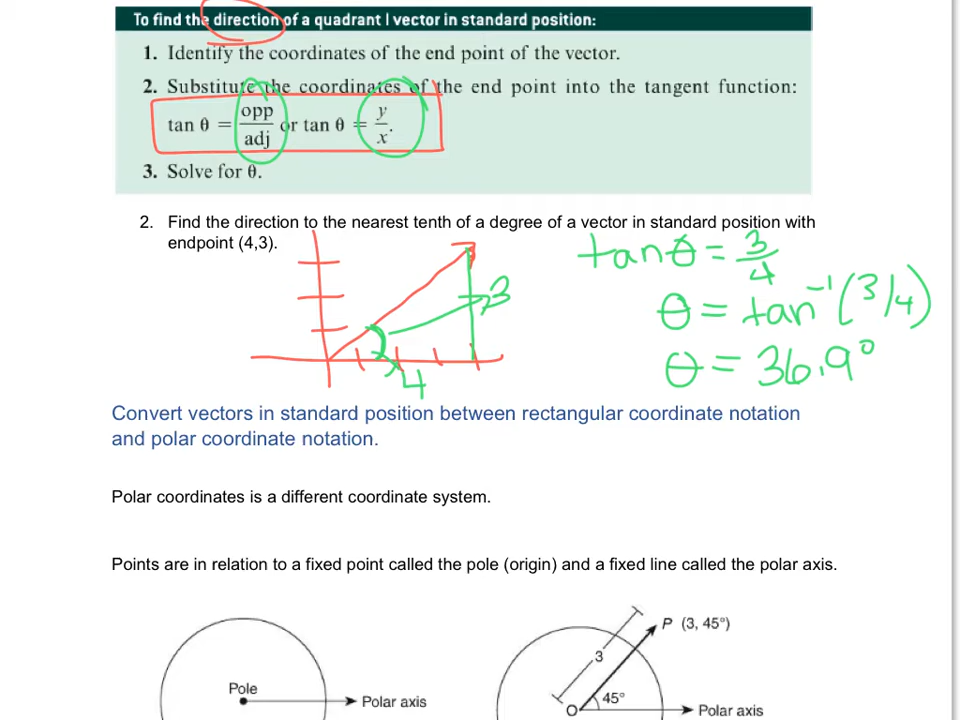 To find the direction of a quadrant I vector in standard position:
1. Identify the coordinates of the end point of the vector.
2. Substitute the coordinates of the end point into the tangent function:
tan θ = opp/adj or tan θ = y/x.
3. Solve for θ.
2. Find the direction to the nearest tenth of a degree of a vector in standard position with
endpoint (4,3).
tanθ = 3/4
θ = tan⁻¹(3/4)
θ = 36.9°
3
4
Convert vectors in standard position between rectangular coordinate notation
and polar coordinate notation.
Polar coordinates is a different coordinate system.
Points are in relation to a fixed point called the pole (origin) and a fixed line called the polar axis.
P (3, 45°)
3
Pole
45°
Polar axis
O
Polar axis